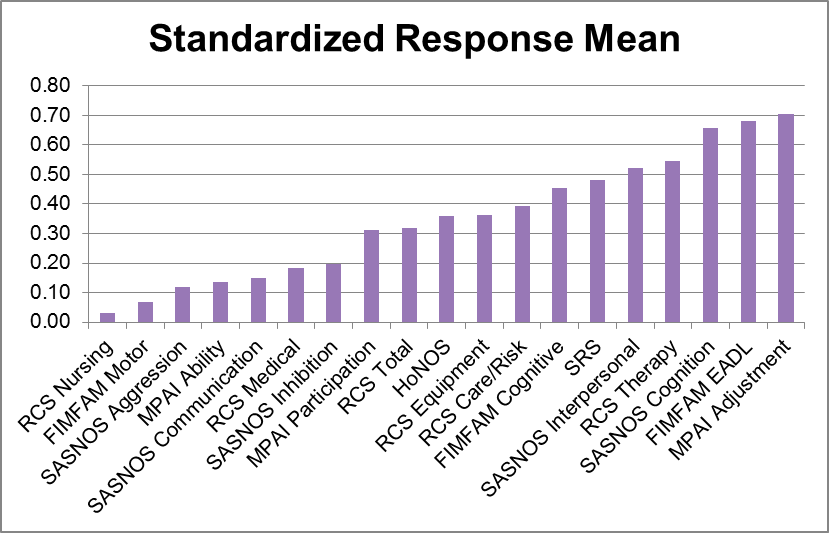 Standardized Response Mean
0.80
0.70
0.60
0.50
0.40
0.30
0.20
0.10
0.00
RCS Nursing
FIMFAM Motor
SASNOS Aggression
MPAI Ability
SASNOS Communication
RCS Medical
SASNOS Inhibition
MPAI Participation
RCS Total
HoNOS
RCS Equipment
RCS Care/Risk
FIMFAM Cognitive
SRS
SASNOS Interpersonal
RCS Therapy
SASNOS Cognition
FIMFAM EADL
MPAI Adjustment